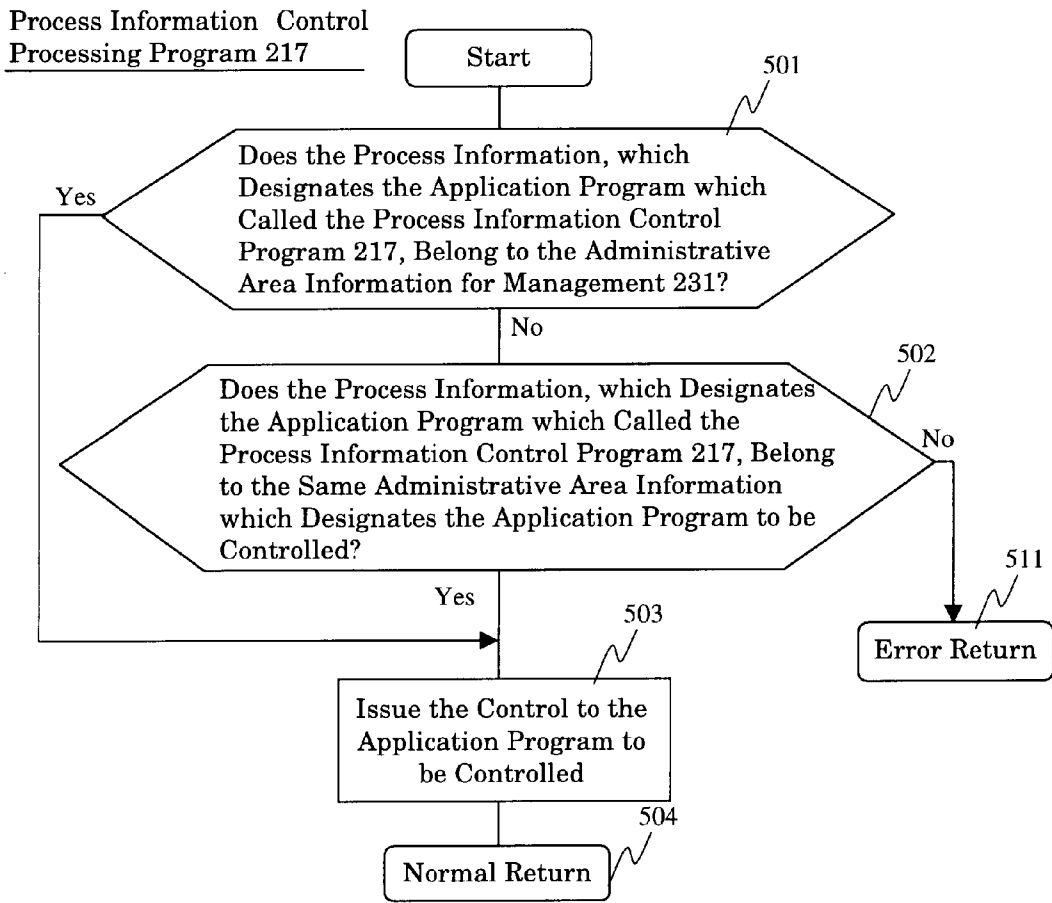 Process Information Control
Processing Program 217
Start
501
Does the Process Information, which
Designates the Application Program which
Called the Process Information Control
Program 217, Belong to the Administrative
Area Information for Management 231?
Yes
No
502
Does the Process Information, which Designates
the Application Program which Called the
Process Information Control Program 217, Belong
to the Same Administrative Area Information
which Designates the Application Program to be
Controlled?
No
Yes
511
Error Return
503
Issue the Control to the
Application Program to
be Controlled
504
Normal Return